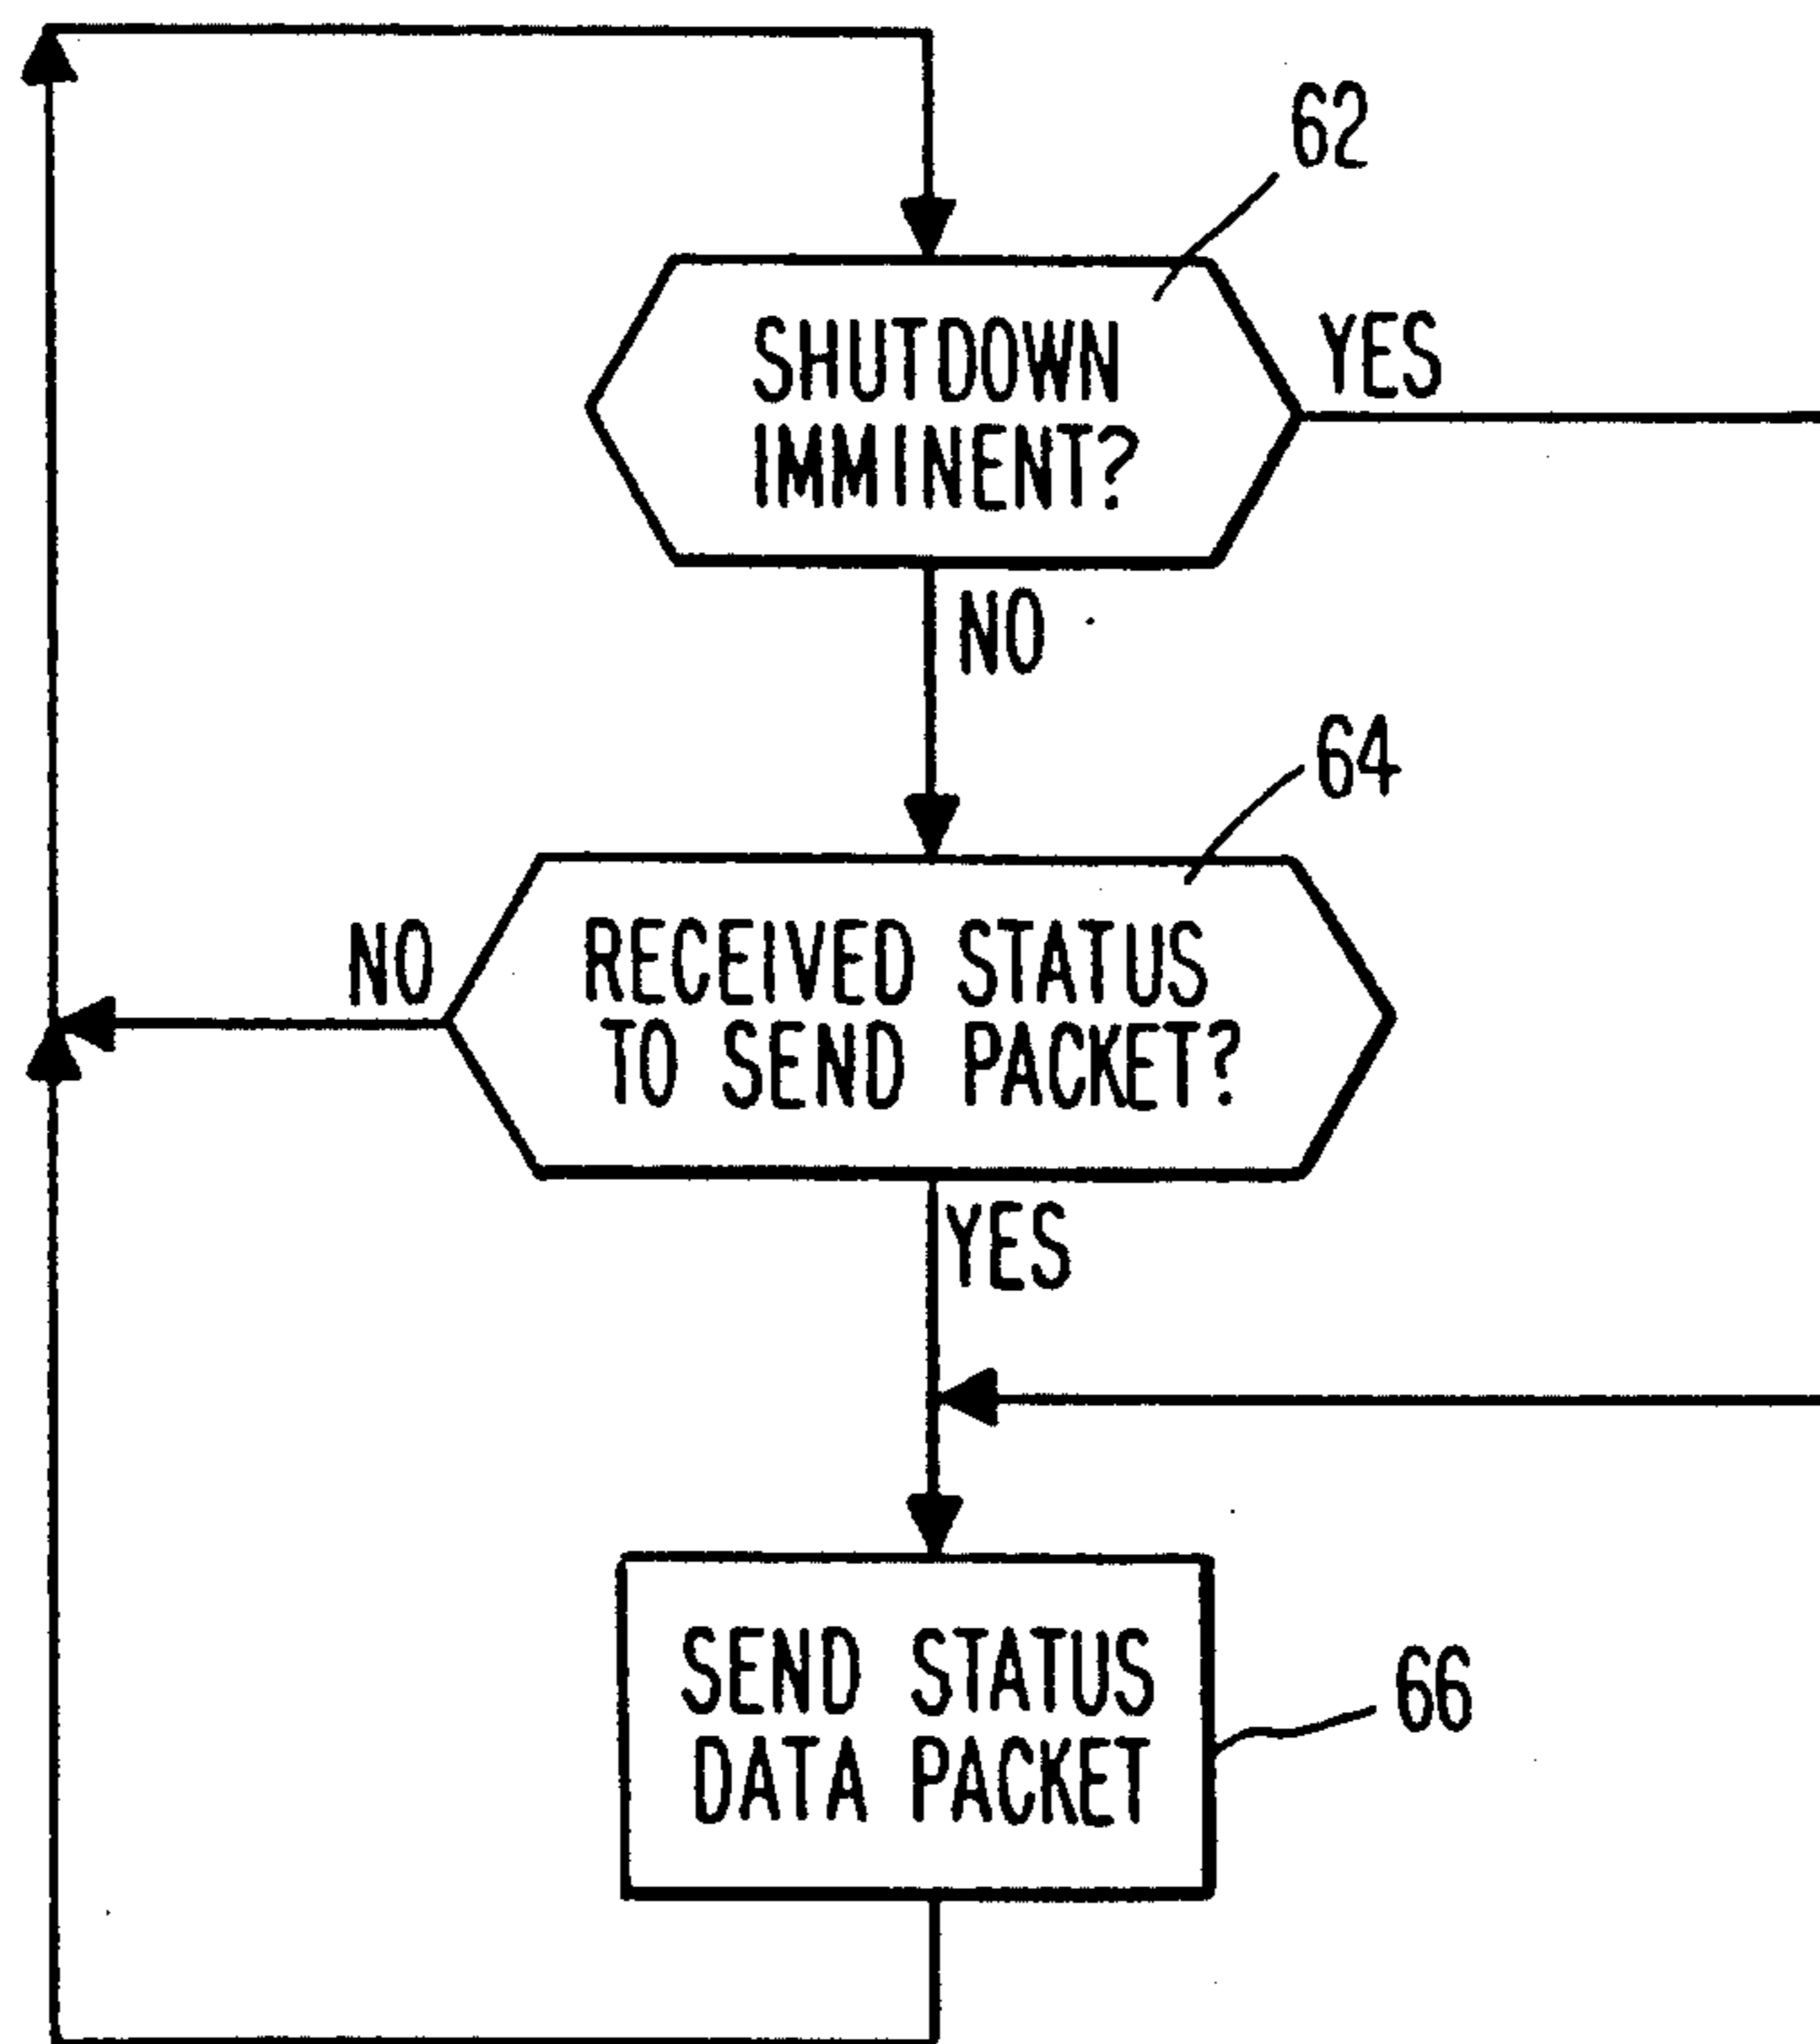 62
SHUTDOWN
IMMINENT?
YES
NO
64
NO
RECEIVED STATUS
TO SEND PACKET?
YES
SEND STATUS
DATA PACKET
66